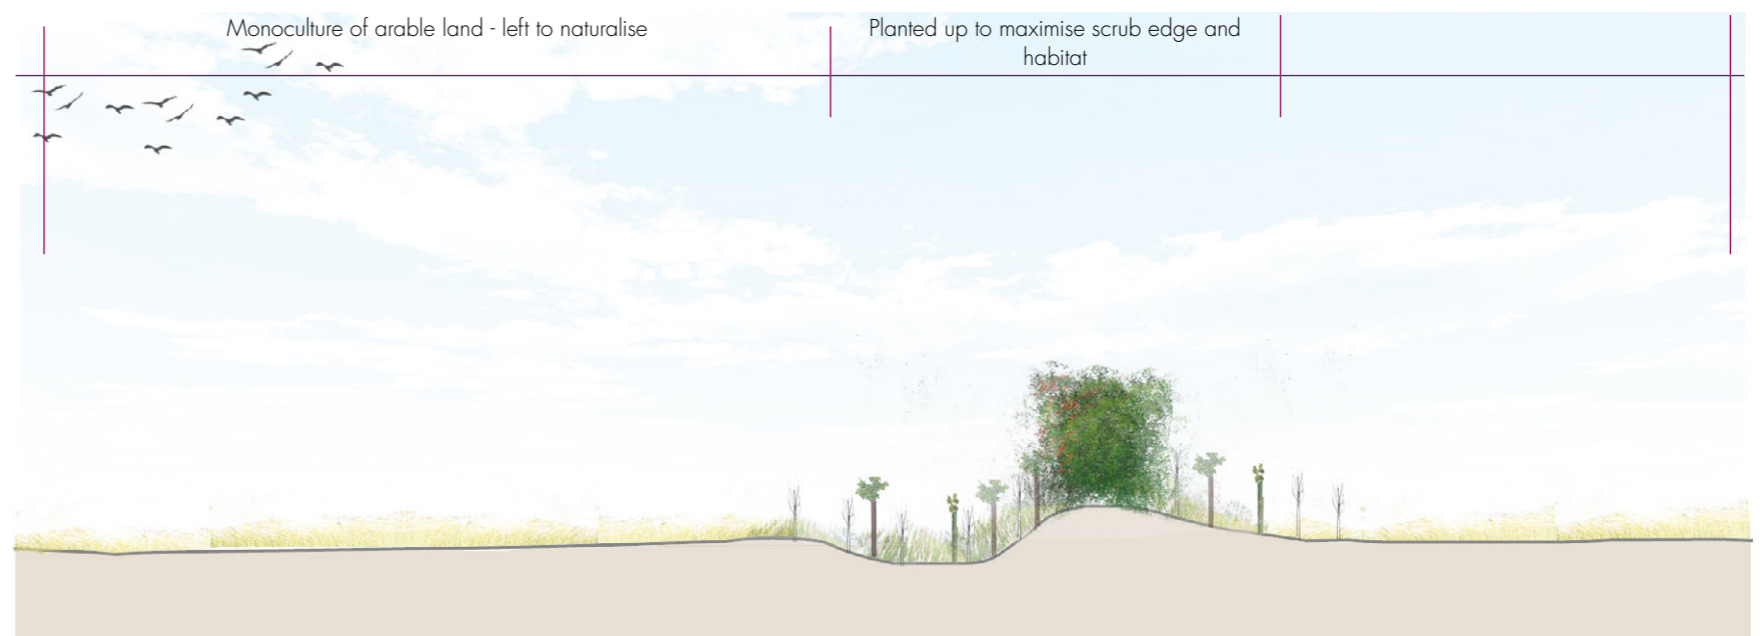 Monoculture of arable land - left to naturalise
Planted up to maximise scrub edge and
habitat